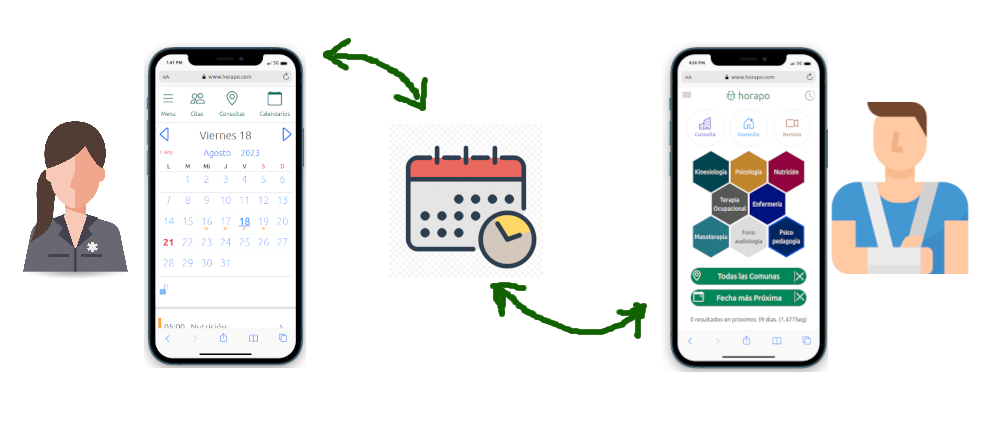 1:41 PM
5G
AA
www.horapo.com
Menu
Citas
Consultas
Calendarios
Viernes 18
Hoy
Agosto 2023
L M Mi J V S D
1 2 3 4 5 6
7 8 9 10 11 12 13
14 15 16 17 18 19 20
21 22 23 24 25 26 27
28 29 30 31
05:00 Nutrición
4:26 PM
5G
AA
www.horapo.com
horapo
Consulta
Domicilio
Remota
Kinesiología
Psicología
Nutrición
Terapia
Ocupacional
Enfermería
Masoterapia
Fono
audiología
Psico
pedagogía
Todas las Comunas
Fecha más Próxima
0 resultados en próximos 39 días. (1.477Seg)